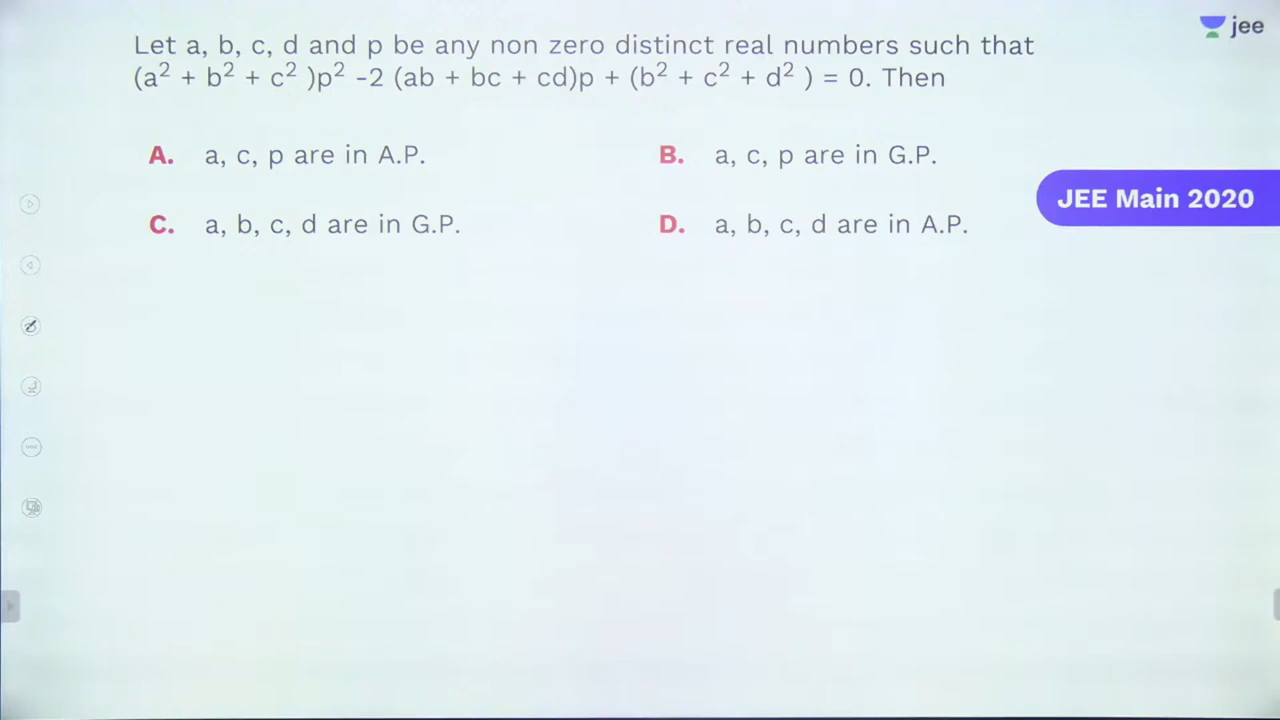 jee
Let a, b, c, d and p be any non zero distinct real numbers such that
(a² + b² + c² )p² -2 (ab + bc + cd)p + (b² + c² + d² ) = 0. Then
A. a, c, p are in A.P.
B. a, c, p are in G.P.
JEE Main 2020
C. a, b, c, d are in G.P.
D. a, b, c, d are in A.P.